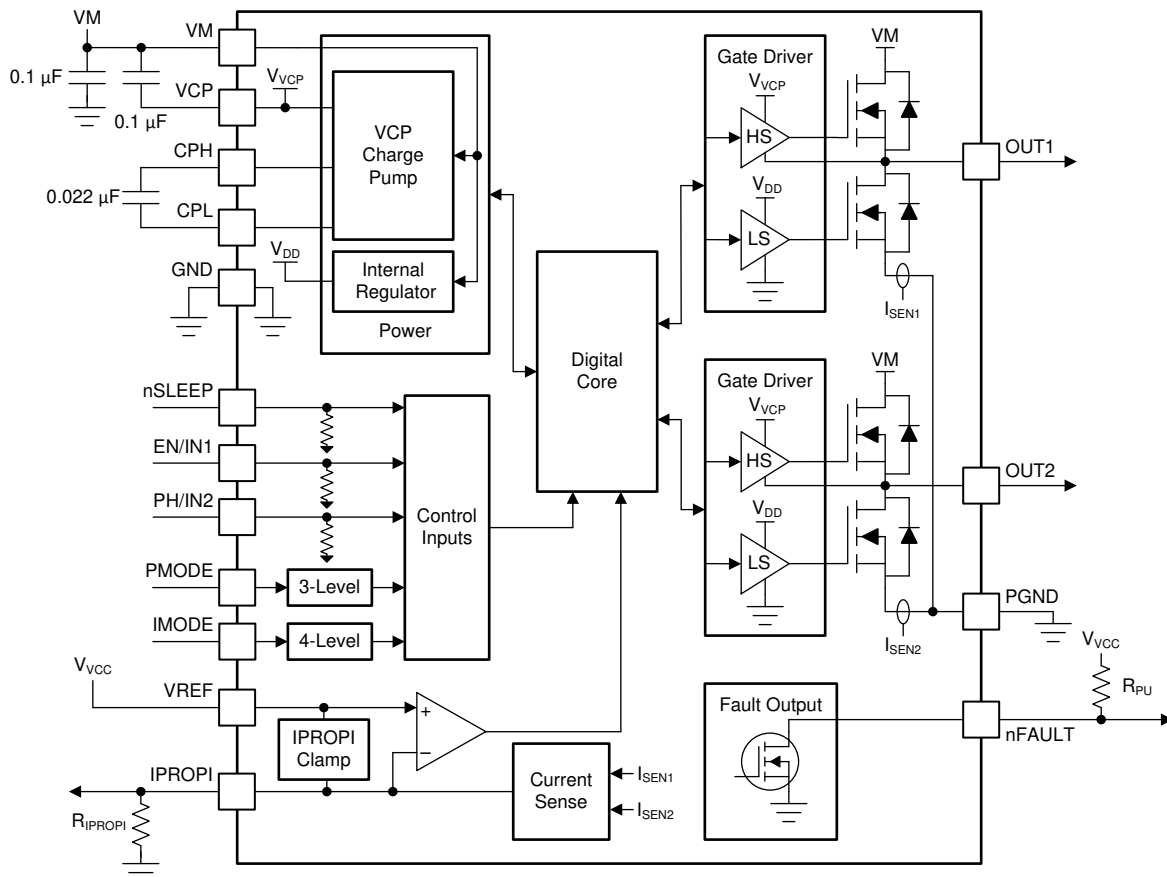 VM
0.1 µF
0.1 µF
VM
VCP
CPH
0.022 µF
CPL
GND
V_VCP
VCP
Charge
Pump
V_DD
Internal
Regulator
Power
nSLEEP
EN/IN1
PH/IN2
PMODE
3-Level
IMODE
4-Level
Control
Inputs
Digital
Core
Gate Driver
V_VCP
HS
V_DD
LS
VM
OUT1
I_SEN1
Gate Driver
V_VCP
HS
V_DD
LS
VM
OUT2
I_SEN2
PGND
V_VCC
R_PU
nFAULT
Fault Output
V_VCC
VREF
IPROPI
Clamp
+
−
IPROPI
R_IPROPI
Current
Sense
I_SEN1
I_SEN2